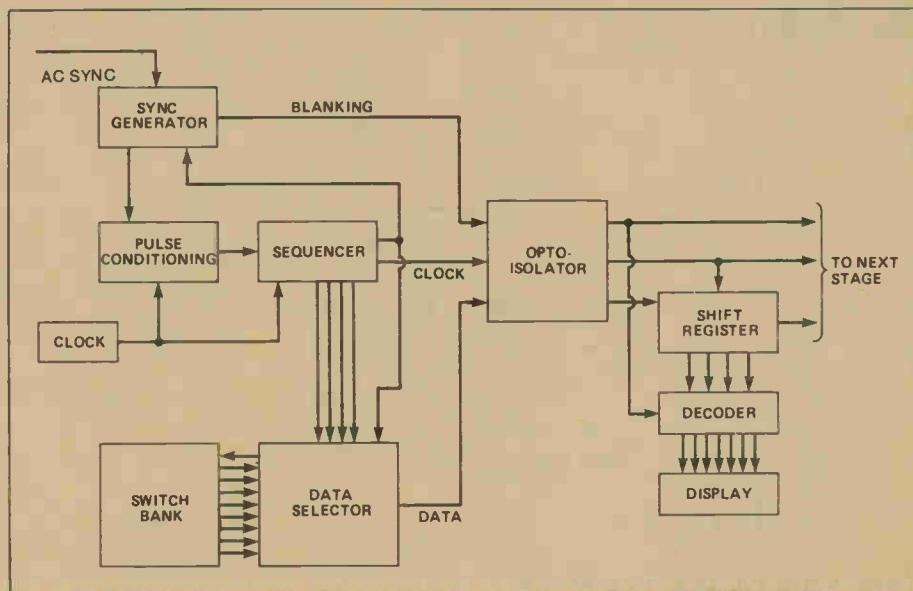 AC SYNC
SYNC
GENERATOR
BLANKING
PULSE
CONDITIONING
SEQUENCER
CLOCK
OPTO-
ISOLATOR
TO NEXT
STAGE
CLOCK
SHIFT
REGISTER
DECODER
SWITCH
BANK
DATA
SELECTOR
DATA
DISPLAY